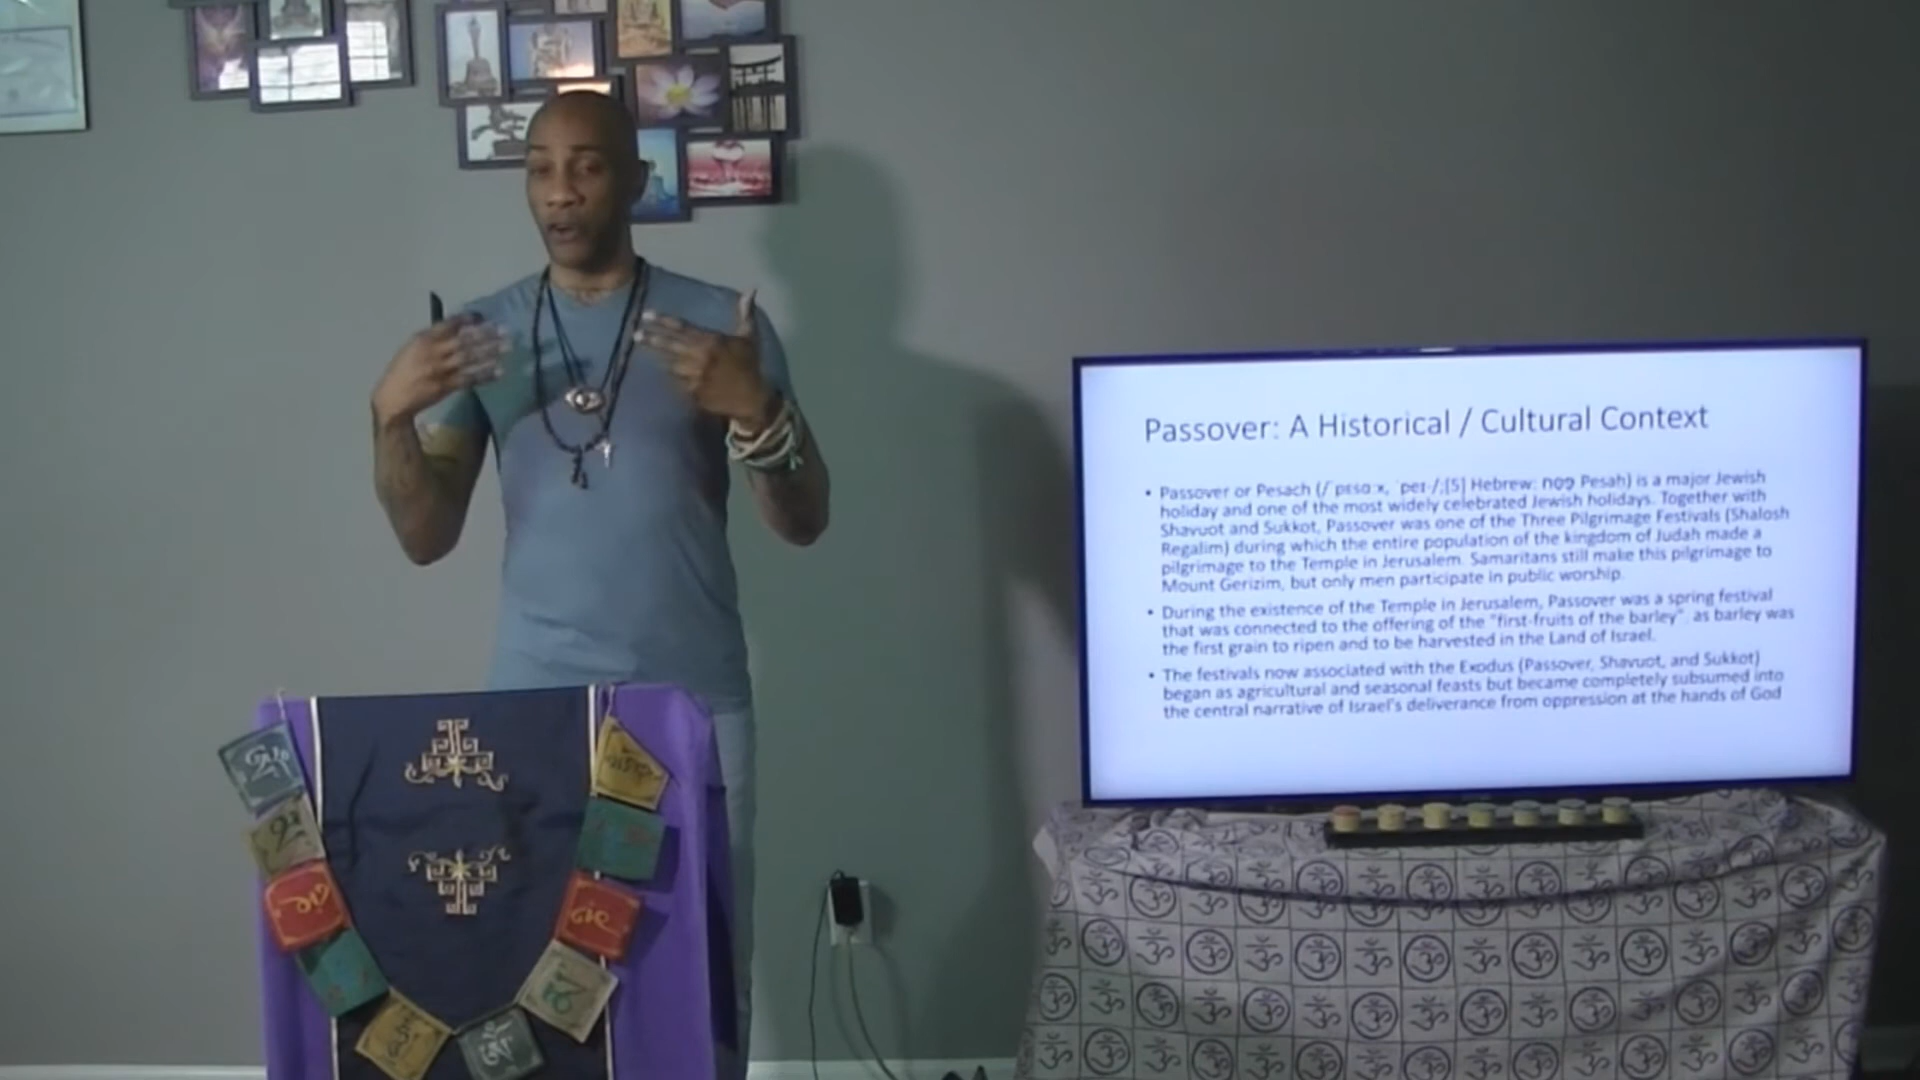 Passover: A Historical / Cultural Context
• Passover or Pesach (/ˈpɛsɑːx, ˈpeɪ-/;[5] Hebrew: פֶּסַח Pesah) is a major Jewish
holiday and one of the most widely celebrated Jewish holidays. Together with
Shavuot and Sukkot, Passover was one of the Three Pilgrimage Festivals (Shalosh
Regalim) during which the entire population of the kingdom of Judah made a
pilgrimage to the Temple in Jerusalem. Samaritans still make this pilgrimage to
Mount Gerizim, but only men participate in public worship.
• During the existence of the Temple in Jerusalem, Passover was a spring festival
that was connected to the offering of the "first-fruits of the barley", as barley was
the first grain to ripen and to be harvested in the Land of Israel.
• The festivals now associated with the Exodus (Passover, Shavuot, and Sukkot)
began as agricultural and seasonal feasts but became completely subsumed into
the central narrative of Israel's deliverance from oppression at the hands of God